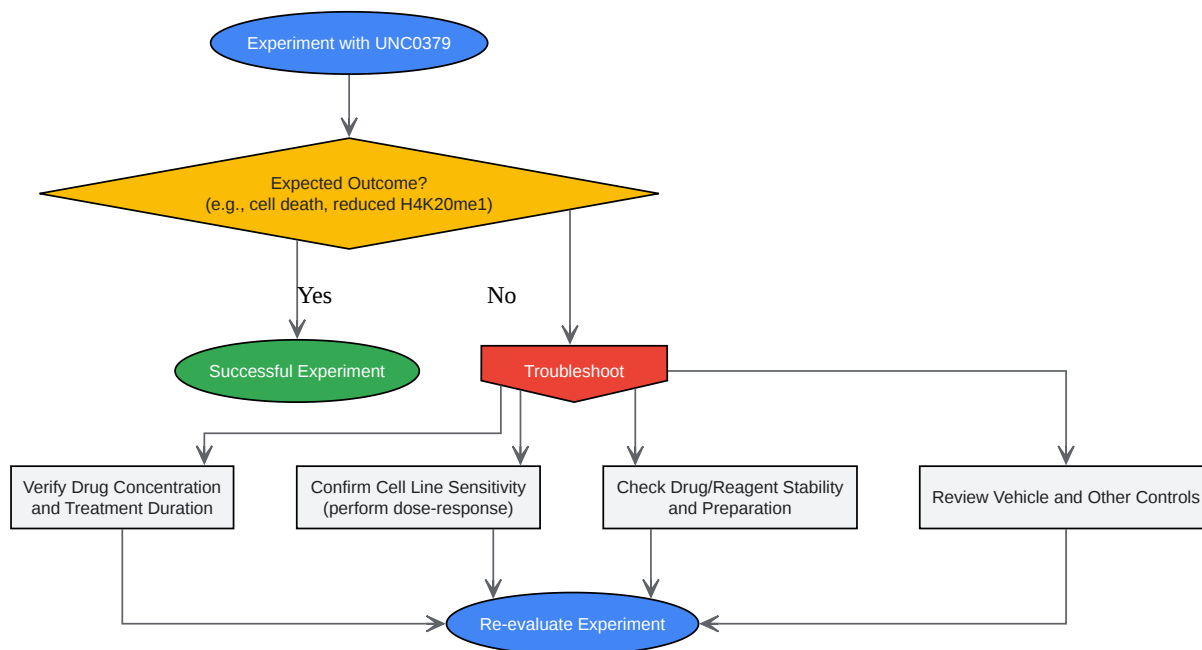 Experiment with UNC0379
Expected Outcome?
(e.g., cell death, reduced H4K20me1)
Yes
No
Successful Experiment
Troubleshoot
Verify Drug Concentration
and Treatment Duration
Confirm Cell Line Sensitivity
(perform dose-response)
Check Drug/Reagent Stability
and Preparation
Review Vehicle and Other Controls
Re-evaluate Experiment